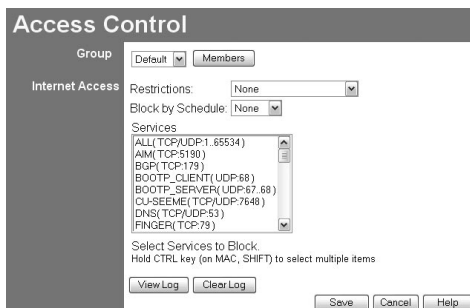 Access Control
Group
Default
Members
Internet Access
Restrictions:
None
Block by Schedule:
None
Services
ALL(TCP/UDP:1..65534)
AIM(TCP:5190)
BGP(TCP:179)
BOOTP_CLIENT(UDP:68)
BOOTP_SERVER(UDP:67..68)
CU-SEEME(TCP/UDP:7648)
DNS(TCP/UDP:53)
FINGER(TCP:79)
Select Services to Block.
Hold CTRL key (on MAC, SHIFT) to select multiple items
View Log
Clear Log
Save
Cancel
Help